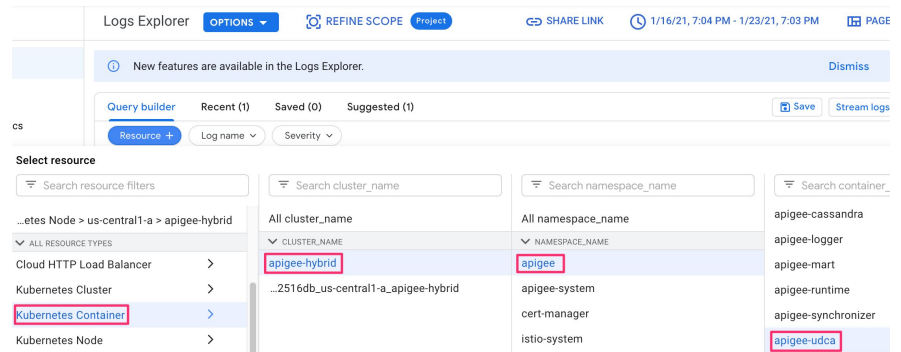 Logs Explorer OPTIONS REFINE SCOPE Project SHARE LINK 1/16/21, 7:04 PM - 1/23/21, 7:03 PM PAGE
New features are available in the Logs Explorer. Dismiss
Query builder Recent (1) Saved (0) Suggested (1) Save Stream logs
cs
Resource + Log name Severity
Select resource
Search resource filters Search cluster_name Search namespace_name Search container_
...etes Node > us-central1-a > apigee-hybrid All cluster_name All namespace_name apigee-cassandra
ALL RESOURCE TYPES CLUSTER_NAME NAMESPACE_NAME apigee-logger
Cloud HTTP Load Balancer apigee-hybrid apigee apigee-mart
Kubernetes Cluster ...2516db_us-central1-a_apigee-hybrid apigee-system apigee-runtime
Kubernetes Container cert-manager apigee-synchronizer
Kubernetes Node istio-system apigee-udca